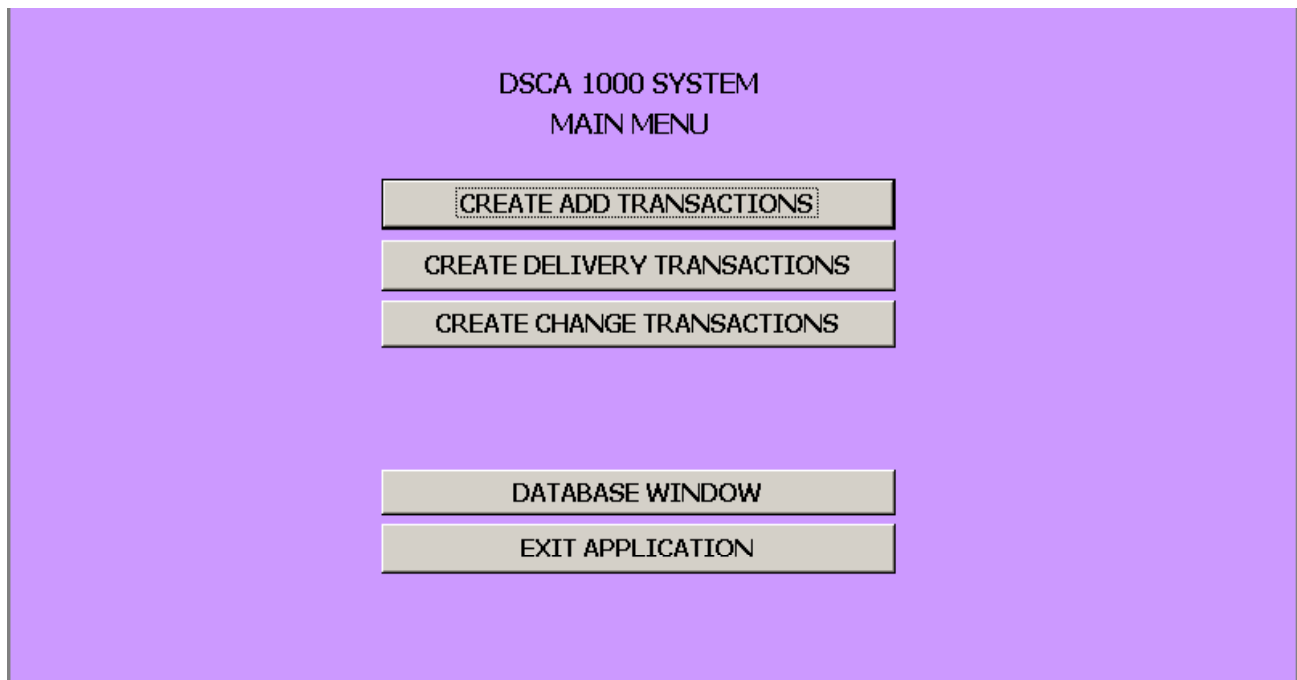 DSCA 1000 SYSTEM
MAIN MENU
CREATE ADD TRANSACTIONS
CREATE DELIVERY TRANSACTIONS
CREATE CHANGE TRANSACTIONS
DATABASE WINDOW
EXIT APPLICATION